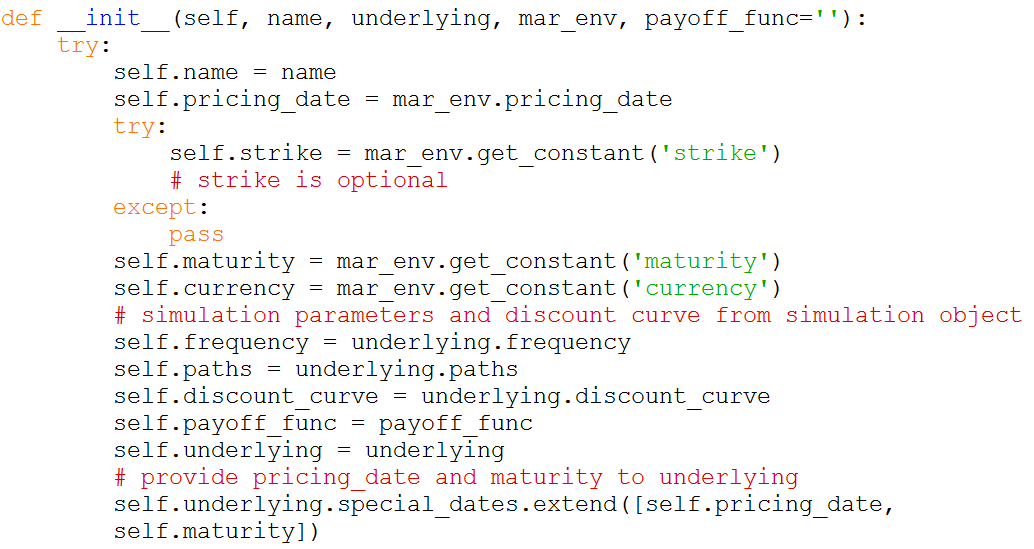 def __init__(self, name, underlying, mar_env, payoff_func=''):
    try:
        self.name = name
        self.pricing_date = mar_env.pricing_date
        try:
            self.strike = mar_env.get_constant('strike')
            # strike is optional
        except:
            pass
        self.maturity = mar_env.get_constant('maturity')
        self.currency = mar_env.get_constant('currency')
        # simulation parameters and discount curve from simulation object
        self.frequency = underlying.frequency
        self.paths = underlying.paths
        self.discount_curve = underlying.discount_curve
        self.payoff_func = payoff_func
        self.underlying = underlying
        # provide pricing_date and maturity to underlying
        self.underlying.special_dates.extend([self.pricing_date,
        self.maturity])